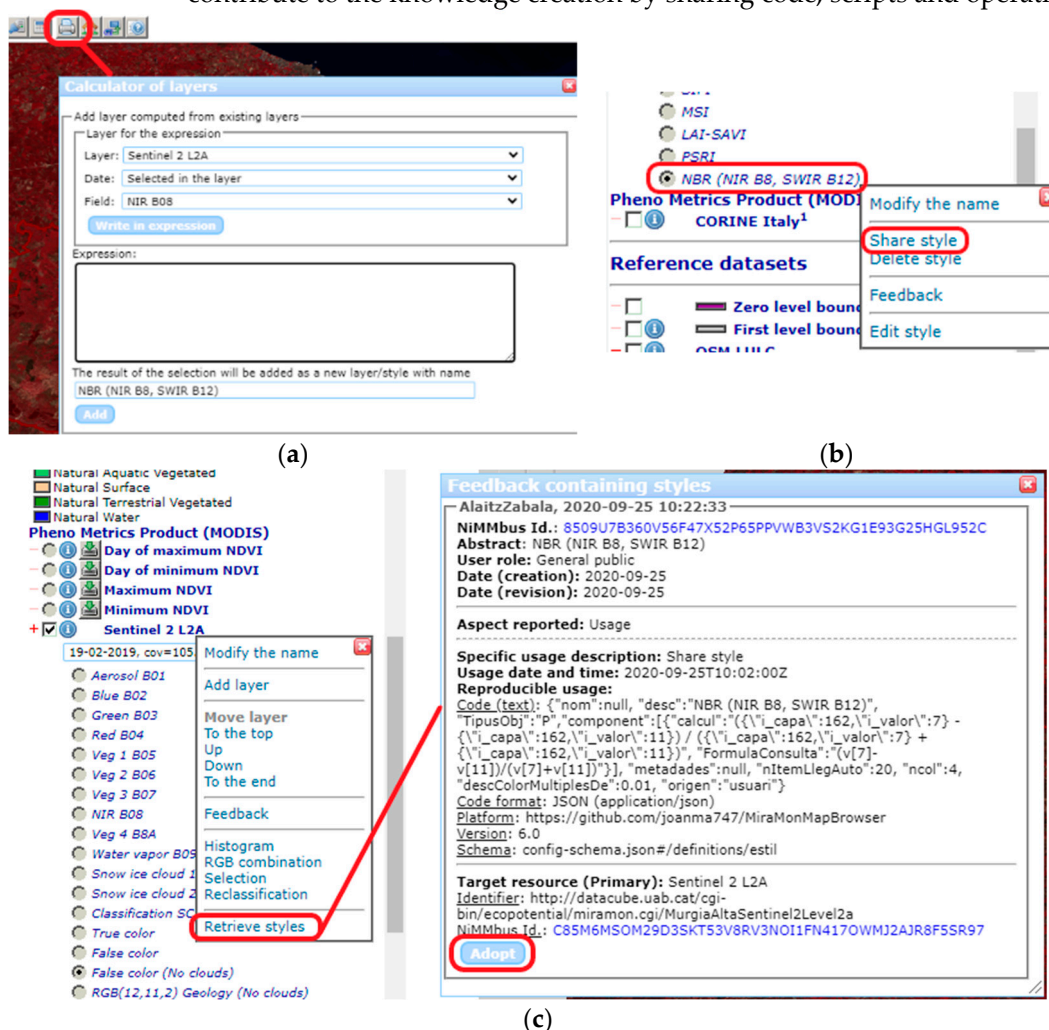 contribute to the knowledge creation by sharing code, scripts and
Calculator of layers
Add layer computed from existing layers
Layer for the expression
Layer: Sentinel 2 L2A
Date: Selected in the layer
Field: NIR B08
Write in expression
Expression:
The result of the selection will be added as a new layer/style with name
NBR (NIR B8, SWIR B12)
Add
(a)
MSI
LAI-SAVI
PSRI
NBR (NIR B8, SWIR B12)
Pheno Metrics Product
CORINE Italy¹
Reference datasets
Zero level
First level
OSM LULC
Modify the name
Share style
Delete style
Feedback
Edit style
(b)
Natural Aquatic Vegetated
Natural Surface
Natural Terrestrial Vegetated
Natural Water
Pheno Metrics Product (MODIS)
Day of maximum NDVI
Day of minimum NDVI
Maximum NDVI
Minimum NDVI
Sentinel 2 L2A
19-02-2019, cov=105.
Aerosol B01
Blue B02
Green B03
Red B04
Veg 1 B05
Veg 2 B06
Veg 3 B07
NIR B08
Veg 4 B8A
Water vapor B09
Snow ice cloud 1
Snow ice cloud 2
Classification SC
True color
False color
False color (No clouds)
RGB(12,11,2) Geology (No clouds)
Modify the name
Add layer
Move layer
To the top
Up
Down
To the end
Feedback
Histogram
RGB combination
Selection
Reclassification
Retrieve styles
Feedback containing styles
AlaitzZabala, 2020-09-25 10:22:33
NiMMbus Id.: 8509U7B360V56F47X52P65PPVWB3VS2KG1E93G25HGL952C
Abstract: NBR (NIR B8, SWIR B12)
User role: General public
Date (creation): 2020-09-25
Date (revision): 2020-09-25
Aspect reported: Usage
Specific usage description: Share style
Usage date and time: 2020-09-25T10:02:00Z
Reproducible usage:
Code (text): {"nom":null, "desc":"NBR (NIR B8, SWIR B12)",
"TipusObj":"P","component":[{"calcul":"({\"i_capa\":162,\"i_valor\":7} -
{\"i_capa\":162,\"i_valor\":11}) / ({\"i_capa\":162,\"i_valor\":7} +
{\"i_capa\":162,\"i_valor\":11})", "FormulaConsulta":"(v[7]-
v[11])/(v[7]+v[11])"}], "metadades":null, "nItemLlegAuto":20, "ncol":4,
"descColorMultiplesDe":0.01, "origen":"usuari"}
Code format: JSON (application/json)
Platform: https://github.com/joanma747/MiraMonMapBrowser
Version: 6.0
Schema: config-schema.json#/definitions/estil
Target resource (Primary): Sentinel 2 L2A
Identifier: http://datacube.uab.cat/cgi-
bin/ecopotential/miramon.cgi/MurgiaAltaSentinel2Level2a
NiMMbus Id.: C85M6MSOM29D3SKT53V8RV3NOI1FN417OWMJ2AJR8F5SR97
Adopt
(c)